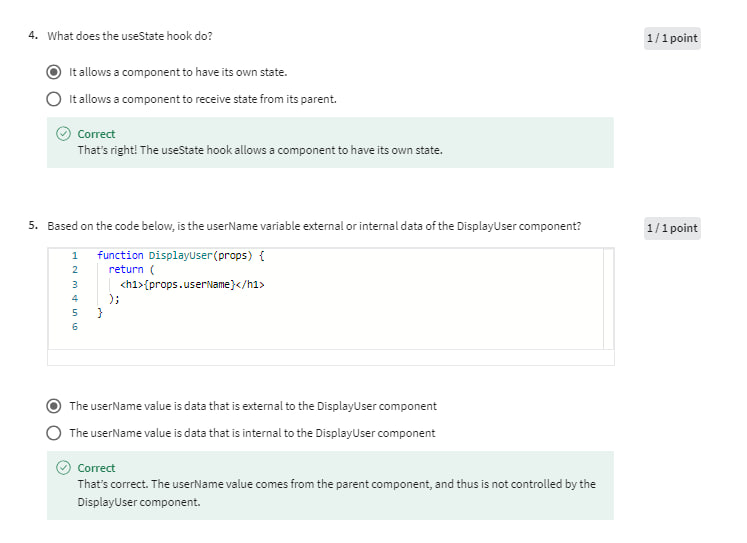 4. What does the useState hook do?
1 / 1 point
It allows a component to have its own state.
It allows a component to receive state from its parent.
Correct
That's right! The useState hook allows a component to have its own state.
5. Based on the code below, is the userName variable external or internal data of the DisplayUser component?
1 / 1 point
1 function DisplayUser(props) {
2 return (
3 <h1>{props.userName}</h1>
4 );
5 }
6
The userName value is data that is external to the DisplayUser component
The userName value is data that is internal to the DisplayUser component
Correct
That's correct. The userName value comes from the parent component, and thus is not controlled by the
DisplayUser component.